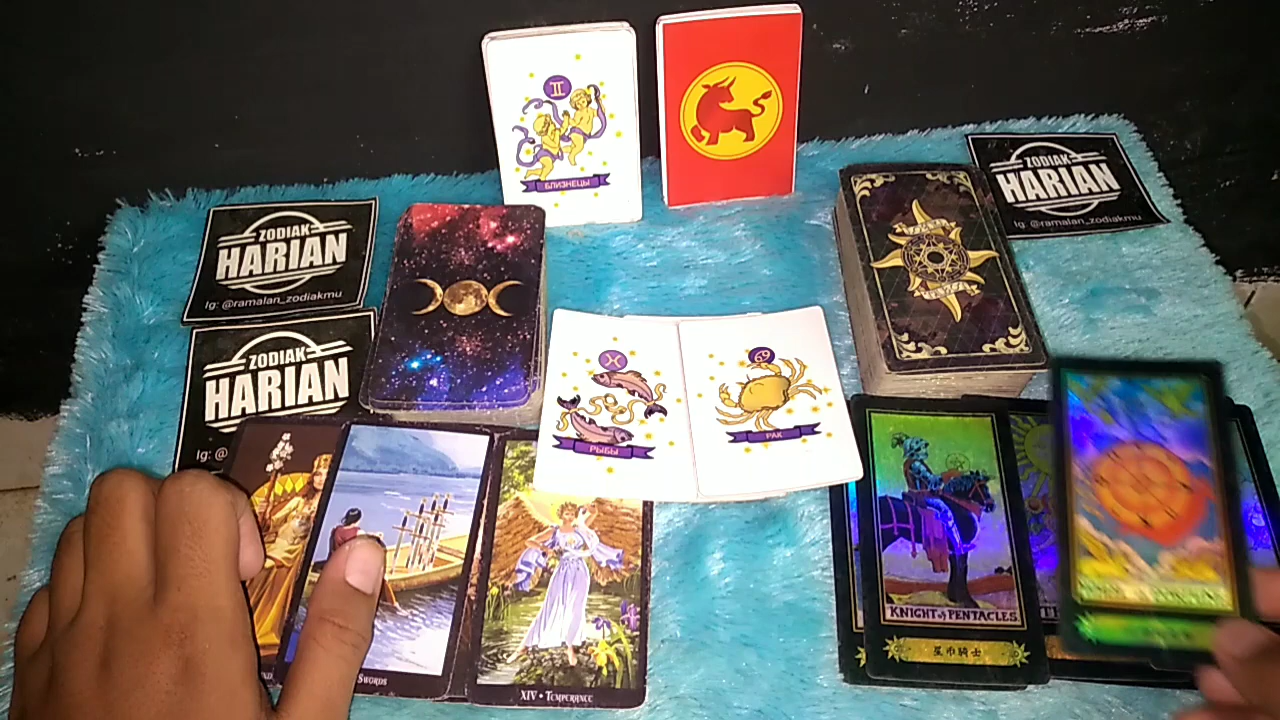 БЛИЗНЕЦЫ
ZODIAK
HARIAN
Ig: @ramalan_zodiakmu
ZODIAK
HARIAN
Ig: @ramalan_zodiakmu
ZODIAK
HARIAN
Ig: @
РЫБЫ
РАК
SWORDS
XIV • TEMPERANCE
KNIGHT of PENTACLES.
星币骑士